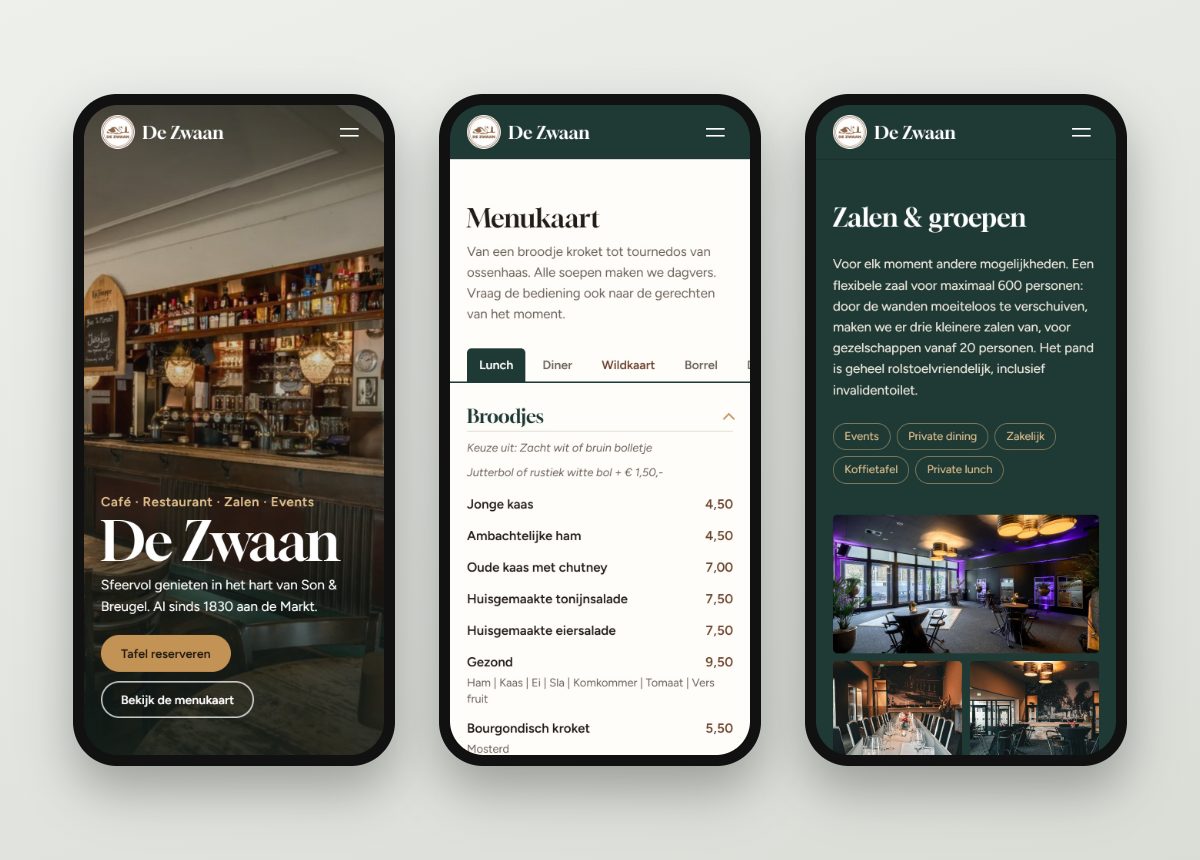 DE ZWAAN
De Zwaan
Café · Restaurant · Zalen · Events
De Zwaan
Sfeervol genieten in het hart van Son &
Breugel. Al sinds 1830 aan de Markt.
Tafel reserveren
Bekijk de menukaart
DE ZWAAN
De Zwaan
Menukaart
Van een broodje kroket tot tournedos van
ossenhaas. Alle soepen maken we dagvers.
Vraag de bediening ook naar de gerechten
van het moment.
Lunch Diner Wildkaart Borrel
Broodjes
Keuze uit: Zacht wit of bruin bolletje
Jutterbol of rustiek witte bol + € 1,50,-
Jonge kaas 4,50
Ambachtelijke ham 4,50
Oude kaas met chutney 7,00
Huisgemaakte tonijnsalade 7,50
Huisgemaakte eiersalade 7,50
Gezond 9,50
Ham | Kaas | Ei | Sla | Komkommer | Tomaat | Vers
fruit
Bourgondisch kroket 5,50
Mosterd
DE ZWAAN
De Zwaan
Zalen & groepen
Voor elk moment andere mogelijkheden. Een
flexibele zaal voor maximaal 600 personen:
door de wanden moeiteloos te verschuiven,
maken we er drie kleinere zalen van, voor
gezelschappen vanaf 20 personen. Het pand
is geheel rolstoelvriendelijk, inclusief
invalidentoilet.
Events Private dining Zakelijk
Koffietafel Private lunch